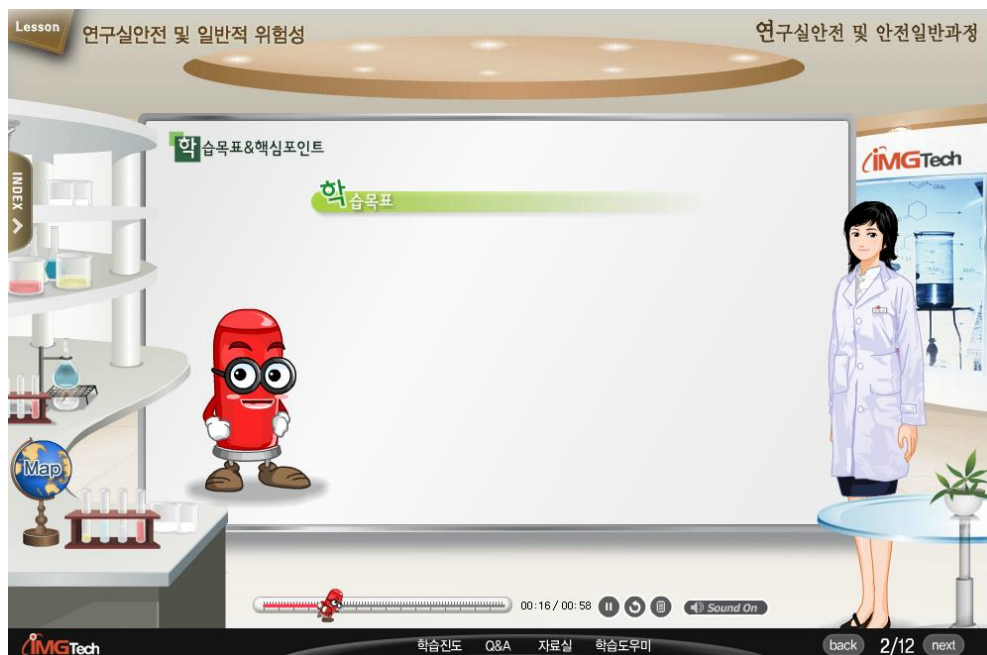 Lesson
연구실안전 및 일반적 위험성
연구실안전 및 안전일반과정
학습목표&핵심포인트
iMGTech
INDEX
학습목표
Map
00:16 / 00:58
Sound On
iMGTech
학습진도 Q&A 자료실 학습도우미
back 2/12 next